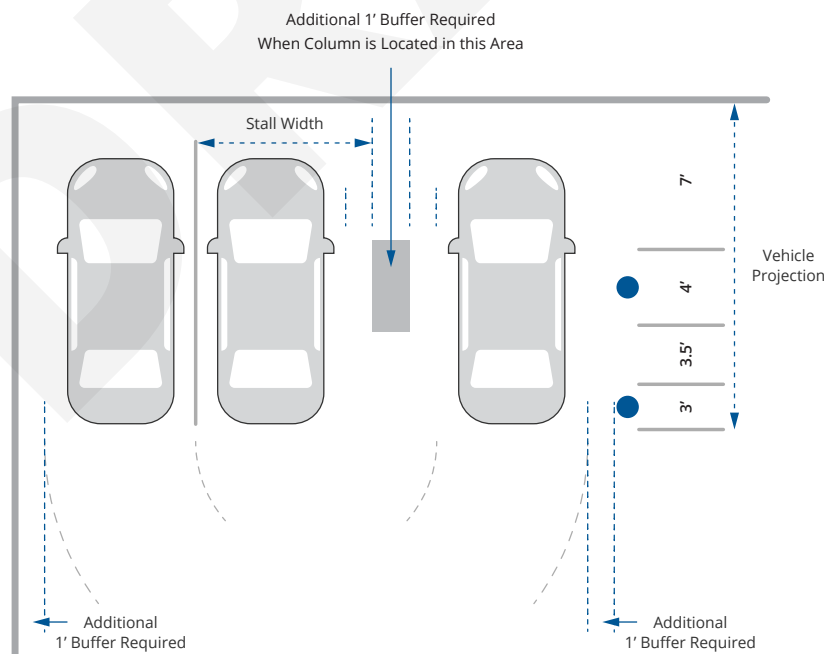 Additional 1’ Buffer Required
When Column is Located in this Area
Stall Width
7’
Vehicle
Projection
4’
3.5’
3’
Additional
1’ Buffer Required
Additional
1’ Buffer Required